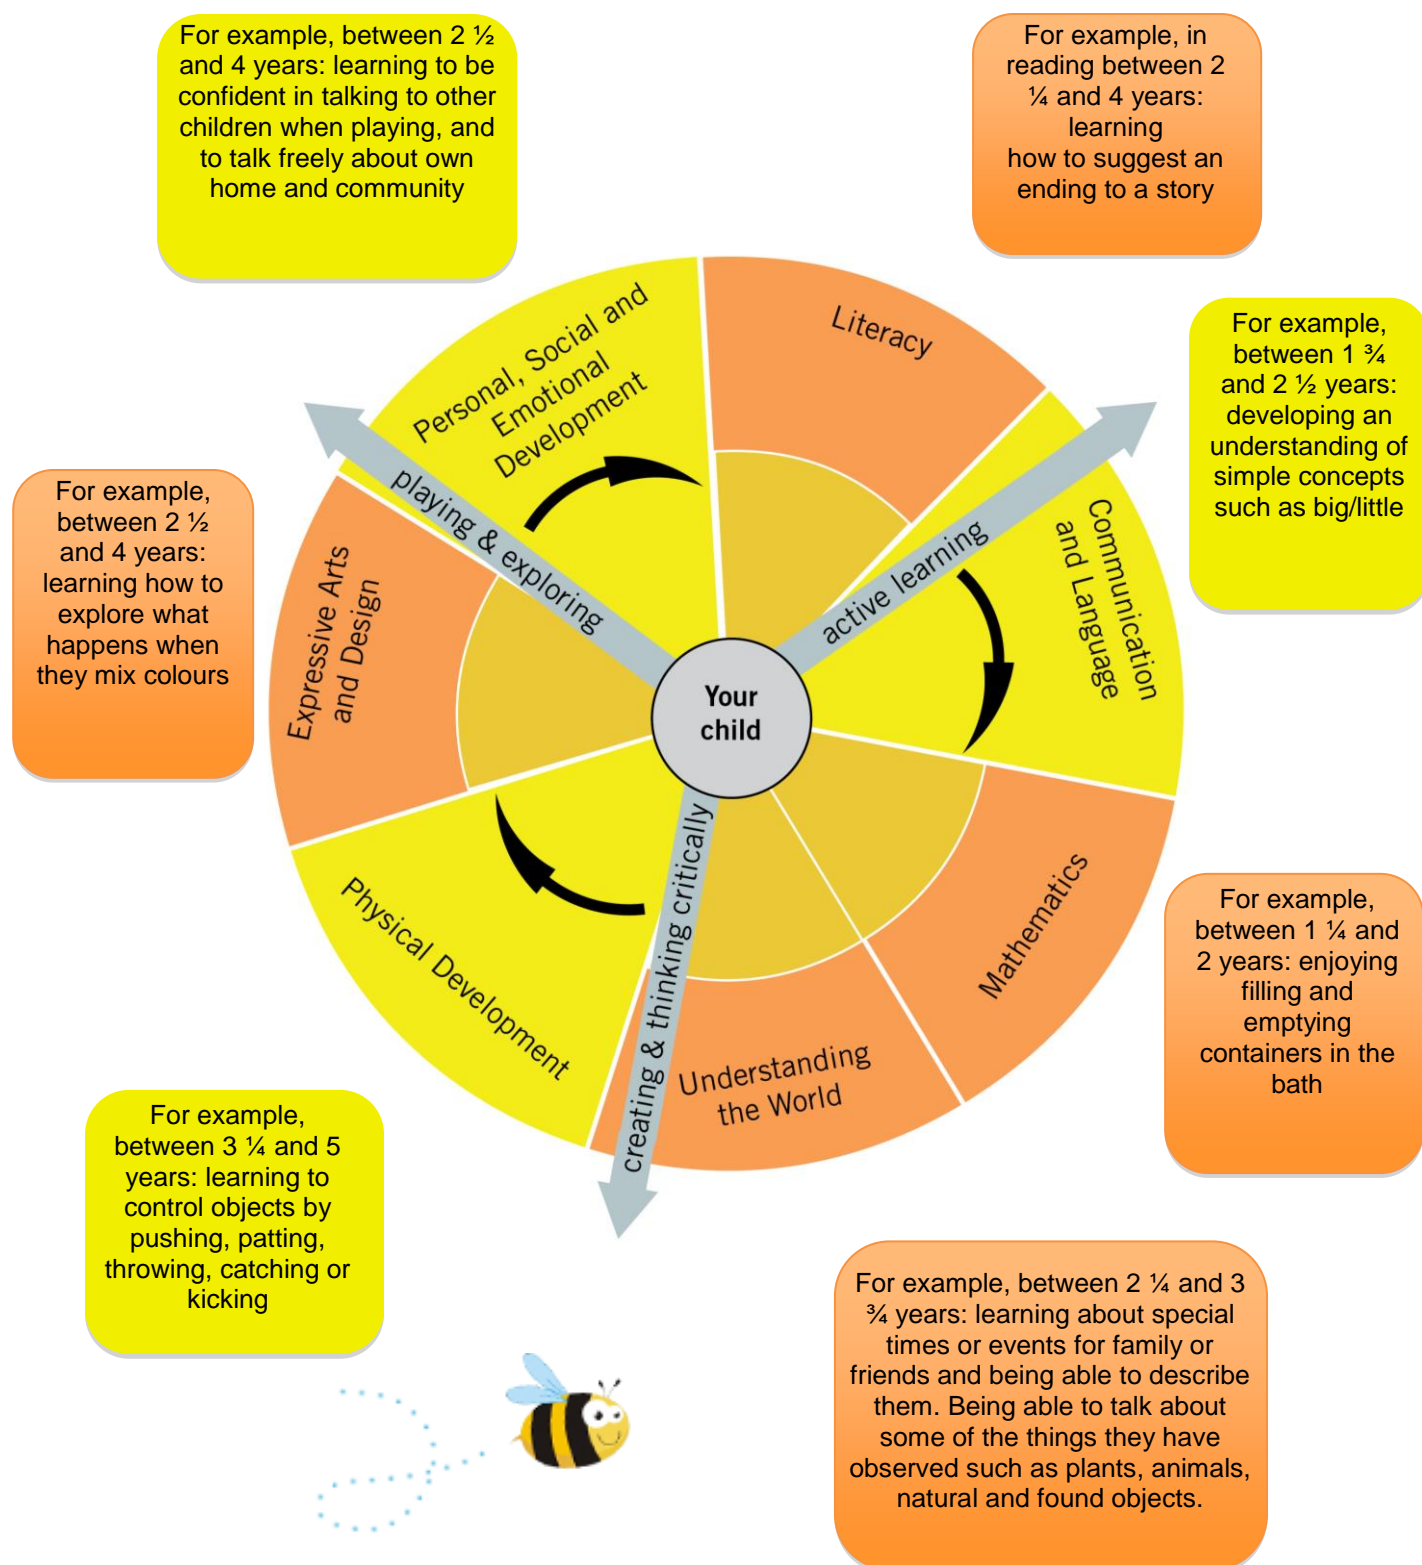 For example, between 2 ½
and 4 years: learning to be
confident in talking to other
children when playing, and
to talk freely about own
home and community
For example, in
reading between 2
¼ and 4 years:
learning
how to suggest an
ending to a story
For example,
between 1 ¾
and 2 ½ years:
developing an
understanding of
simple concepts
such as big/little
For example,
between 2 ½
and 4 years:
learning how to
explore what
happens when
they mix colours
Personal, Social and
Emotional
Development
Literacy
playing & exploring
active learning
Communication
and Language
Expressive Arts
and Design
Your
child
creating & thinking critically
Physical Development
Mathematics
Understanding
the World
For example,
between 1 ¼ and
2 years: enjoying
filling and
emptying
containers in the
bath
For example,
between 3 ¼ and 5
years: learning to
control objects by
pushing, patting,
throwing, catching or
kicking
For example, between 2 ¼ and 3
¾ years: learning about special
times or events for family or
friends and being able to describe
them. Being able to talk about
some of the things they have
observed such as plants, animals,
natural and found objects.